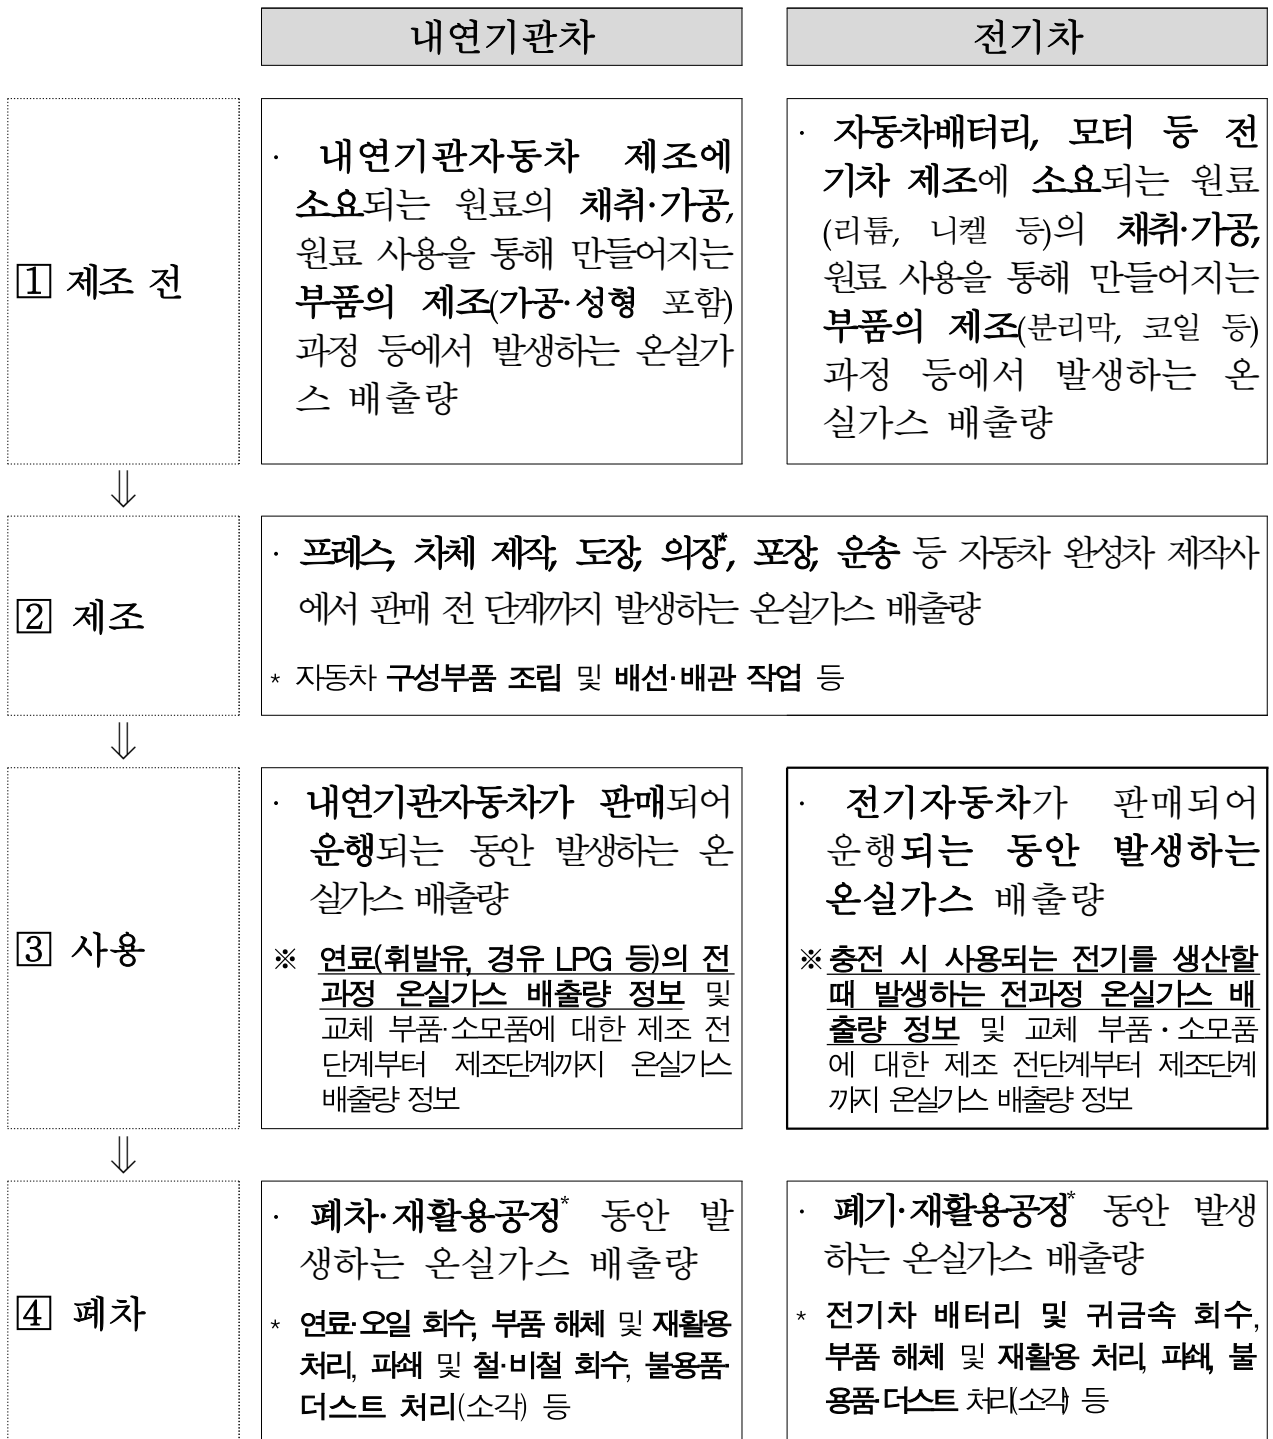 내연기관차
전기차
1 제조 전
· 내연기관자동차 제조에
소요되는 원료의 채취·가공,
원료 사용을 통해 만들어지는
부품의 제조(가공·성형 포함)
과정 등에서 발생하는 온실가
스 배출량
· 자동차배터리, 모터 등 전
기차 제조에 소요되는 원료
(리튬, 니켈 등)의 채취·가공,
원료 사용을 통해 만들어지는
부품의 제조(분리막, 코일 등)
과정 등에서 발생하는 온
실가스 배출량
⇓
2 제조
· 프레스, 차체 제작, 도장, 의장*, 포장, 운송 등 자동차 완성차 제작사
에서 판매 전 단계까지 발생하는 온실가스 배출량
* 자동차 구성부품 조립 및 배선·배관 작업 등
⇓
3 사용
· 내연기관자동차가 판매되어
운행되는 동안 발생하는 온
실가스 배출량
※ 연료(휘발유, 경유 LPG 등)의 전
과정 온실가스 배출량 정보 및
교체 부품·소모품에 대한 제조 전
단계부터 제조단계까지 온실가스
배출량 정보
· 전기자동차가 판매되어
운행되는 동안 발생하는
온실가스 배출량
※ 충전 시 사용되는 전기를 생산할
때 발생하는 전과정 온실가스 배
출량 정보 및 교체 부품·소모품
에 대한 제조 전단계부터 제조단계
까지 온실가스 배출량 정보
⇓
4 폐차
· 폐차·재활용공정* 동안 발
생하는 온실가스 배출량
* 연료·오일 회수, 부품 해체 및 재활용
처리, 파쇄 및 철·비철 회수, 불용품·
더스트 처리(소각) 등
· 폐기·재활용공정* 동안 발생
하는 온실가스 배출량
* 전기차 배터리 및 귀금속 회수,
부품 해체 및 재활용 처리, 파쇄, 불
용품·더스트 처리(소각) 등